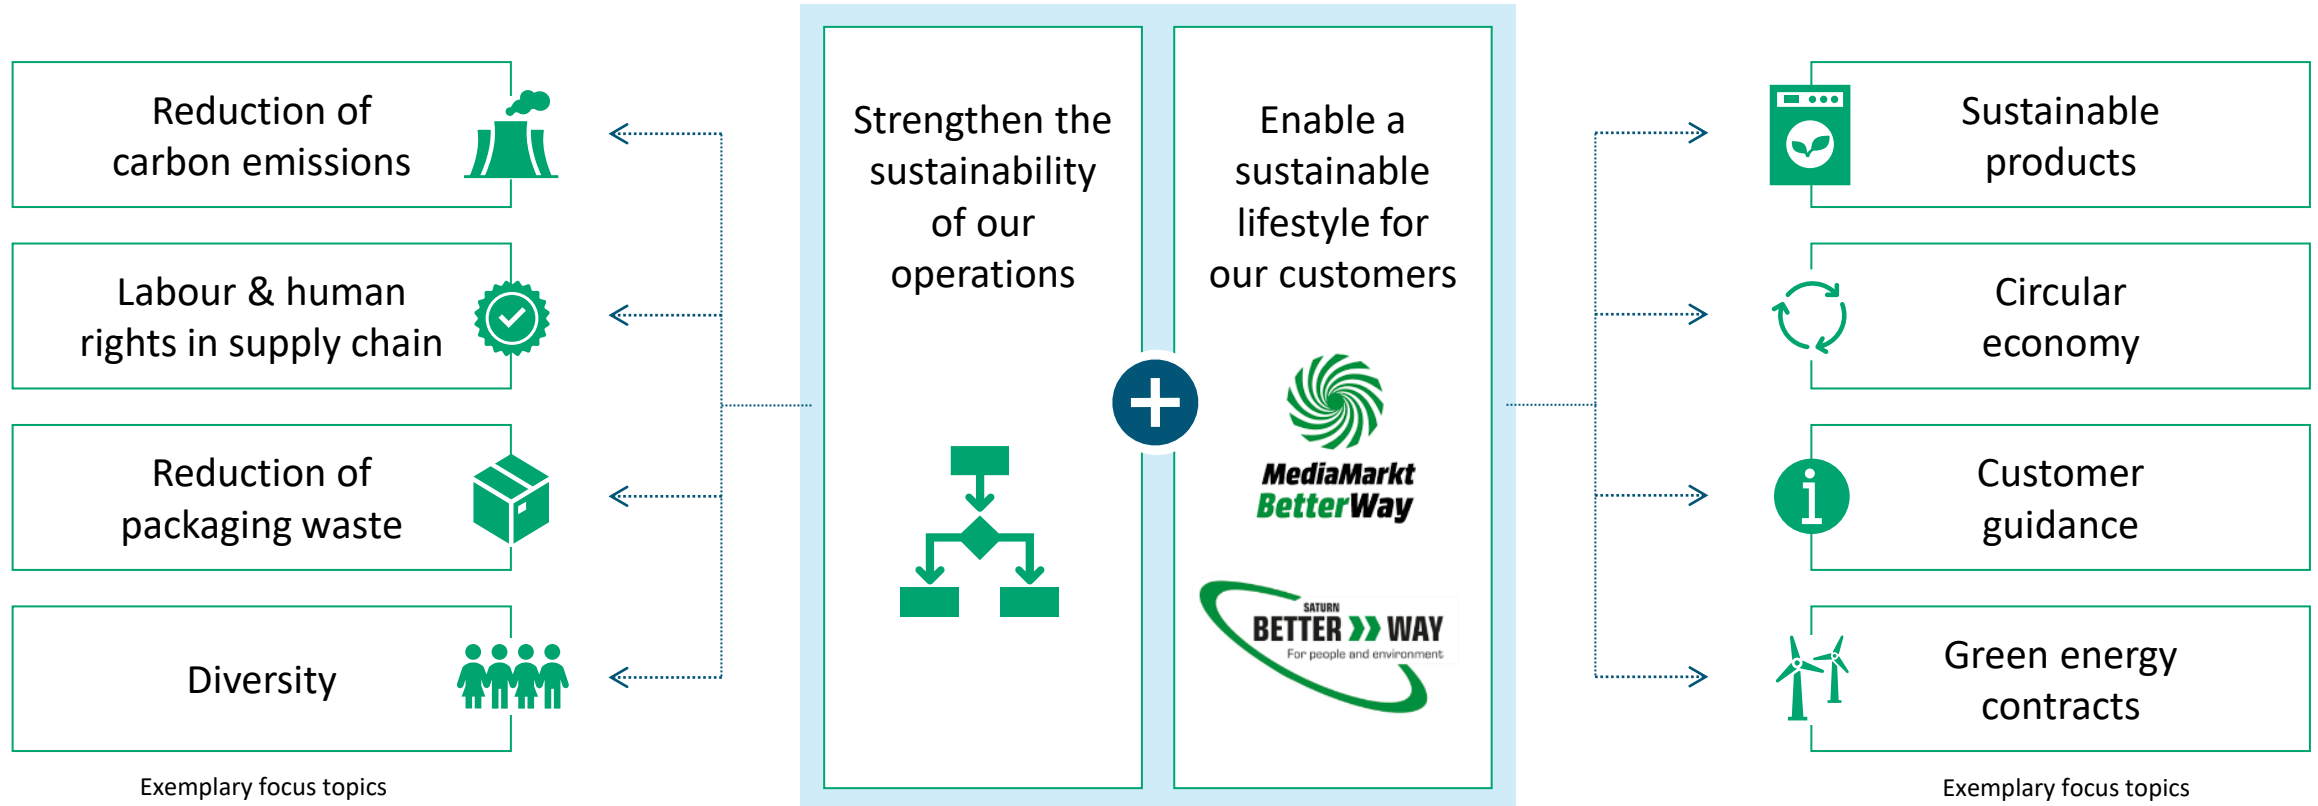 Reduction of
carbon emissions
Labour & human
rights in supply chain
Reduction of
packaging waste
Diversity
Exemplary focus topics
Strengthen the
sustainability
of our
operations
Enable a
sustainable
lifestyle for
our customers
MediaMarkt
BetterWay
SATURN
BETTER WAY
For people and environment
Sustainable
products
Circular
economy
Customer
guidance
Green energy
contracts
Exemplary focus topics